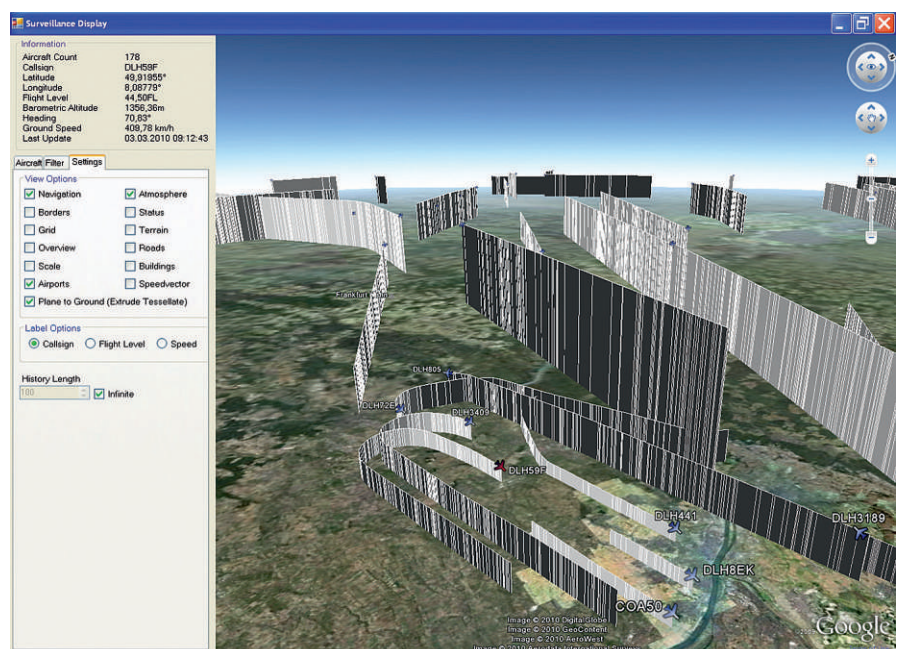 Surveillance Display
Information
Aircraft Count 178
Callsign DLH59F
Latitude 49,91955°
Longitude 8,08779°
Flight Level 44,50FL
Barometric Altitude 1356,36m
Heading 70,83°
Ground Speed 409,78 km/h
Last Update 03.03.2010 09:12:43
Aircraft Filter Settings
View Options
Navigation Atmosphere
Borders Status
Grid Terrain
Overview Roads
Scale Buildings
Airports Speedvector
Plane to Ground (Extrude Tessellate)
Label Options
Callsign Flight Level Speed
History Length
100 Infinite
DLH805
DLH72E
DLH3409
DLH59F
DLH441
DLH3189
DLH8EK
COA50
Image © 2010 DigitalGlobe
Image © 2010 GeoContent
Image © 2010 AeroWest
Google